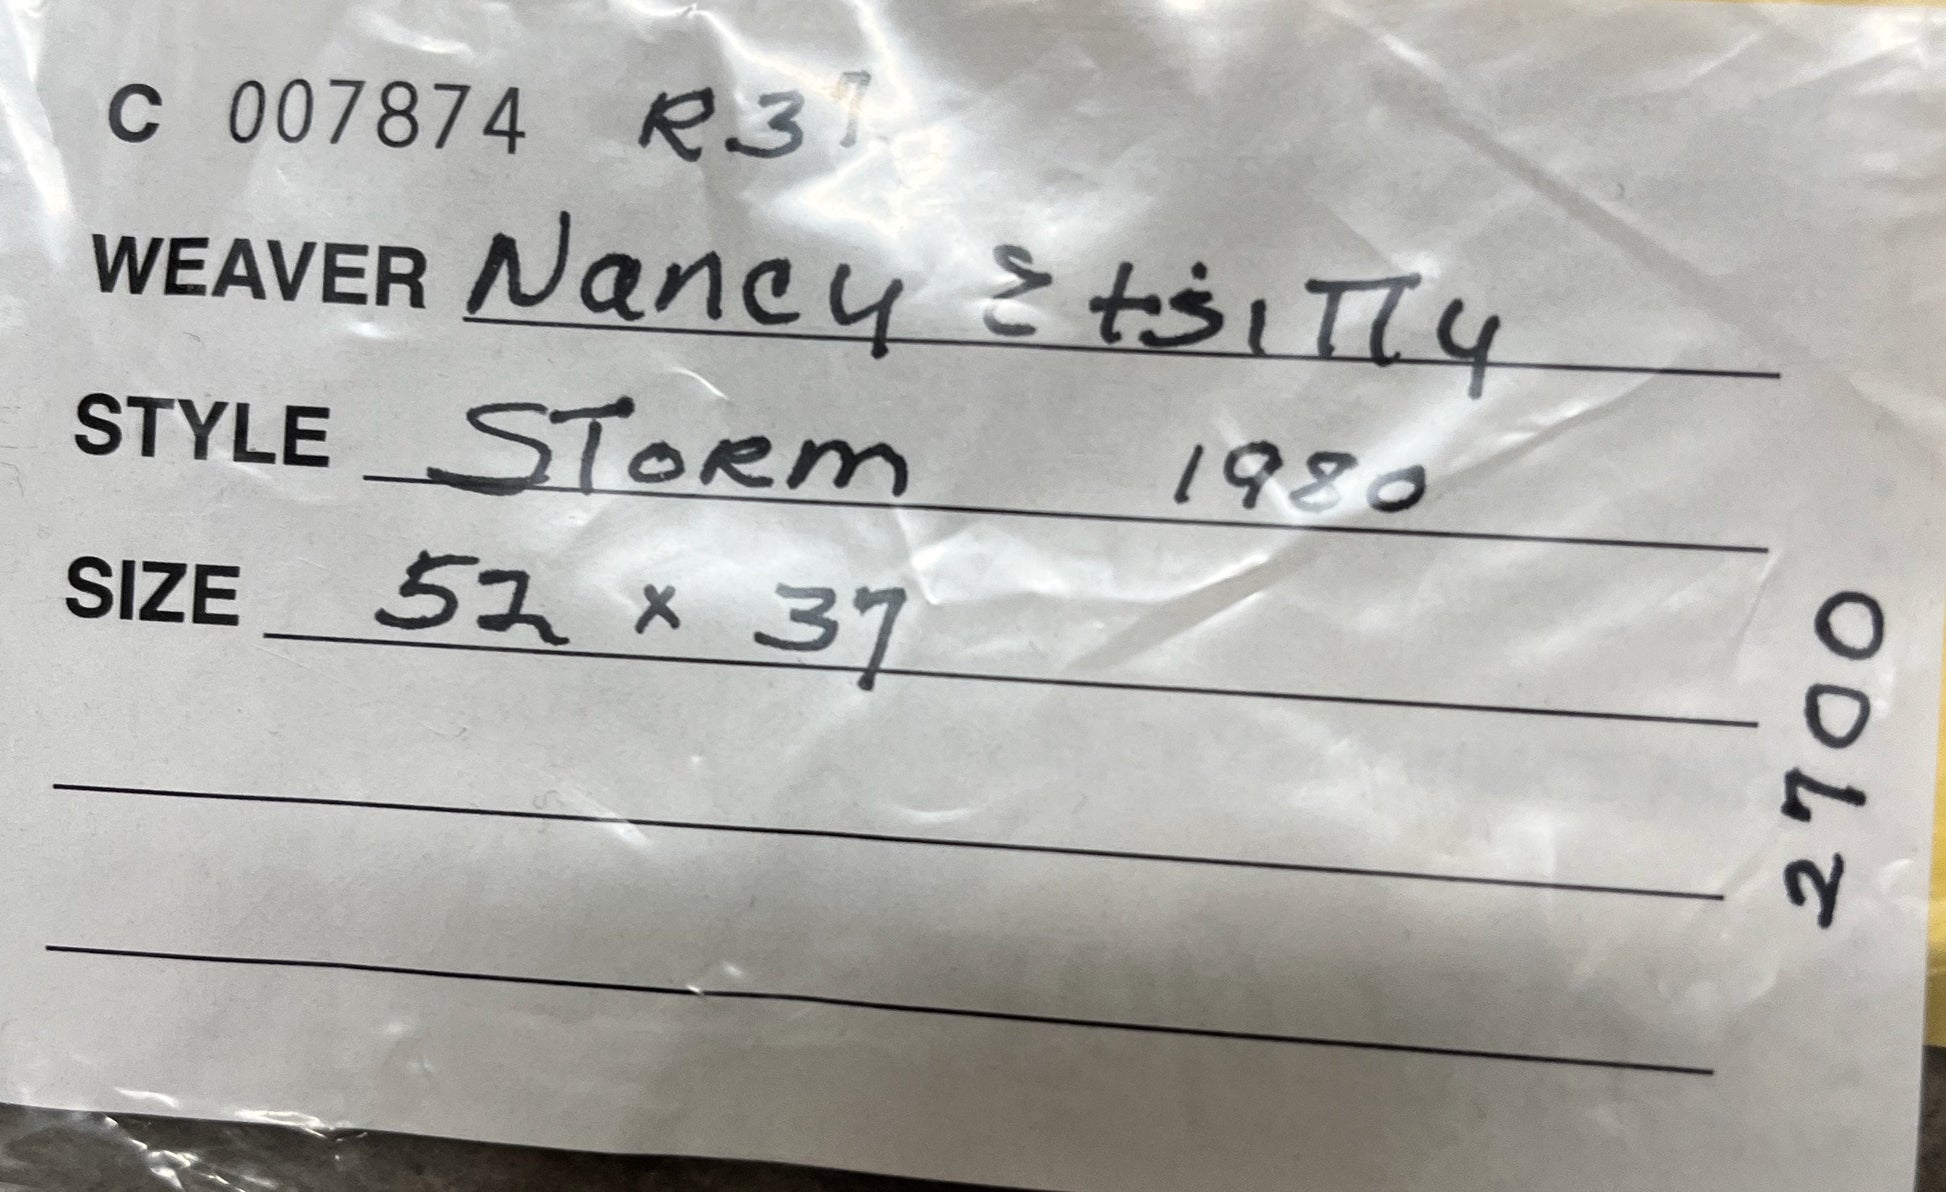 C 007874 R37
WEAVER Nancy Etsitty
STYLE STORM 1980
SIZE 52 x 37
2700